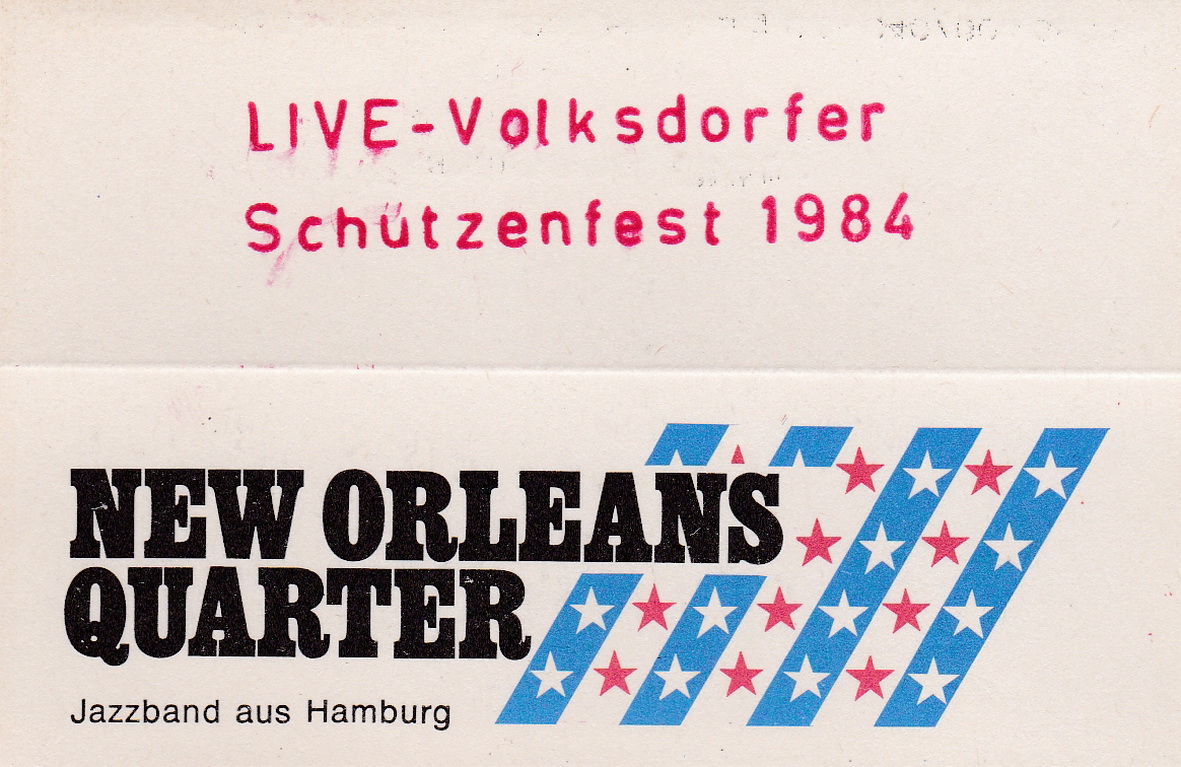 LIVE-Volksdorfer
Schützenfest 1984
NEW ORLEANS
QUARTER
Jazzband aus Hamburg